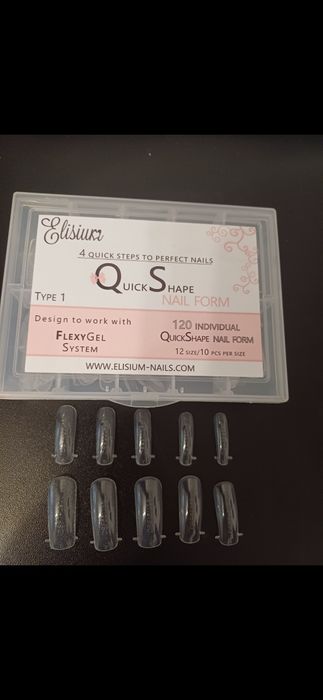 Elisium
4 QUICK STEPS TO PERFECT NAILS
QUICKSHAPE
NAIL FORM
TYPE 1
Design to work with
FLEXYGEL
SYSTEM
120 INDIVIDUAL
QUICKSHAPE NAIL FORM
12 SIZE/10 PCS PER SIZE
WWW.ELISIUM-NAILS.COM